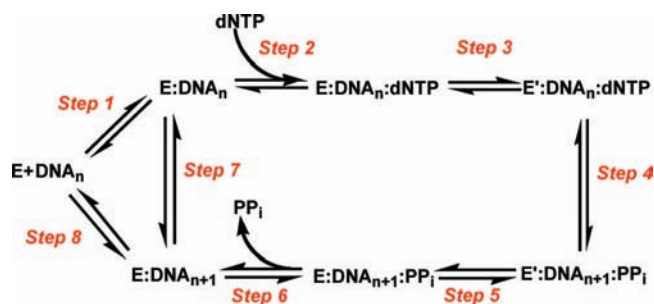 dNTP
Step 2
Step 3
E:DNAn
E:DNAn:dNTP
E':DNAn:dNTP
Step 1
E+DNAn
Step 7
Step 4
PPi
Step 8
E:DNAn+1
E:DNAn+1:PPi
E':DNAn+1:PPi
Step 6
Step 5